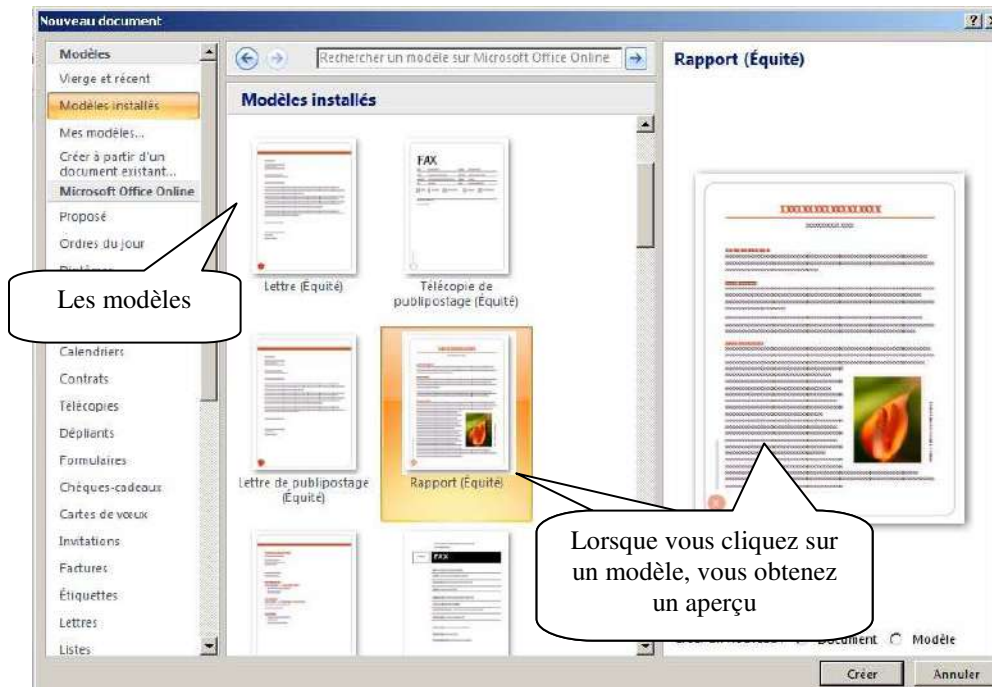 Nouveau document
Modèles
Vierge et récent
Modèles installés
Mes modèles...
Créer à partir d'un
document existant...
Microsoft Office Online
Proposé
Ordres du jour
Calendriers
Contrats
Télécopies
Dépliants
Formulaires
Chèques-cadeaux
Cartes de vœux
Invitations
Factures
Étiquettes
Lettres
Listes
Les modèles
Rechercher un modèle sur Microsoft Office Online
Modèles installés
Lettre (Équité)
FAX
Télécopie de
publipostage (Équité)
Lettre de publipostage
(Équité)
Rapport (Équité)
FAX
Rapport (Équité)
Lorsque vous cliquez sur
un modèle, vous obtenez
un aperçu
Document
Modèle
Créer
Annuler